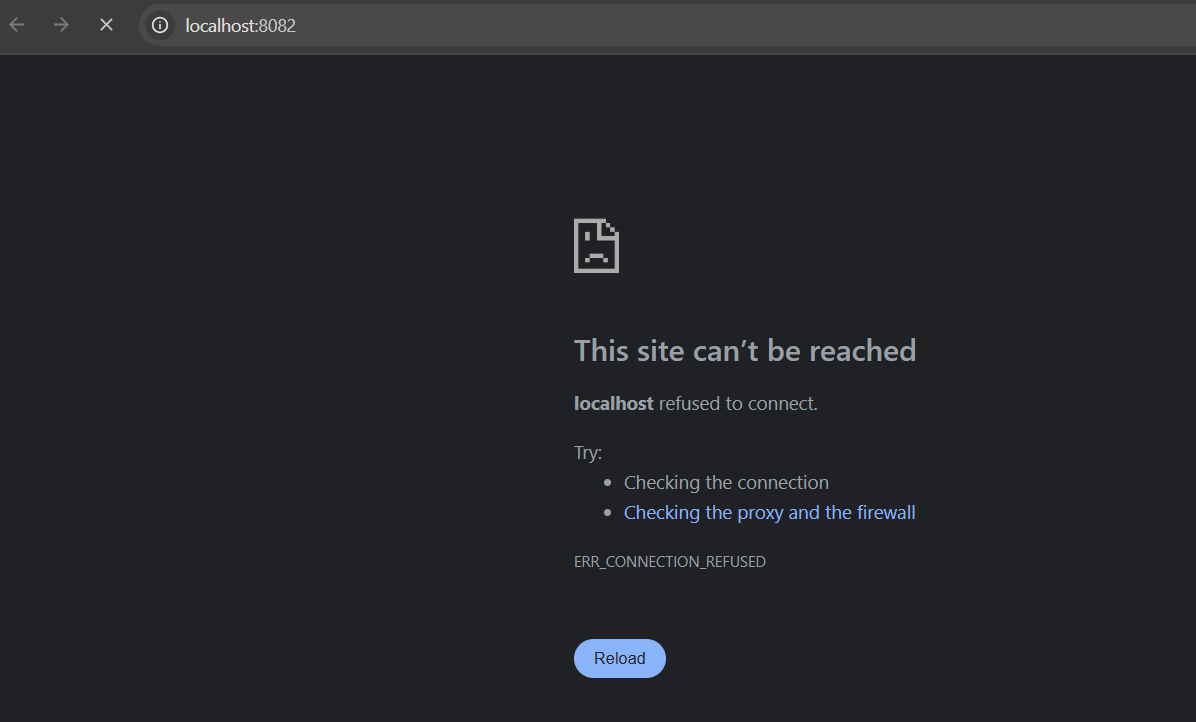 localhost:8082
This site can’t be reached
localhost refused to connect.
Try:
Checking the connection
Checking the proxy and the firewall
ERR_CONNECTION_REFUSED
Reload